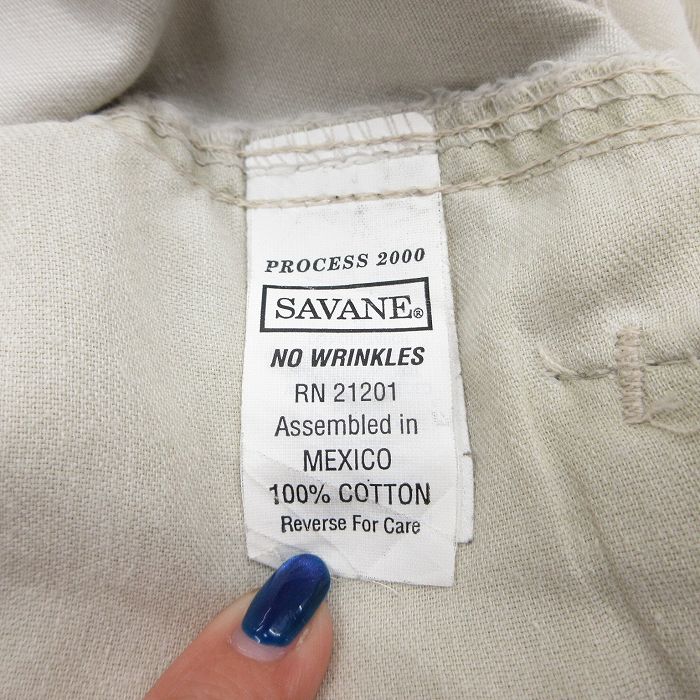 PROCESS 2000
SAVANE®
NO WRINKLES
RN 21201
Assembled in
MEXICO
100% COTTON
Reverse For Care